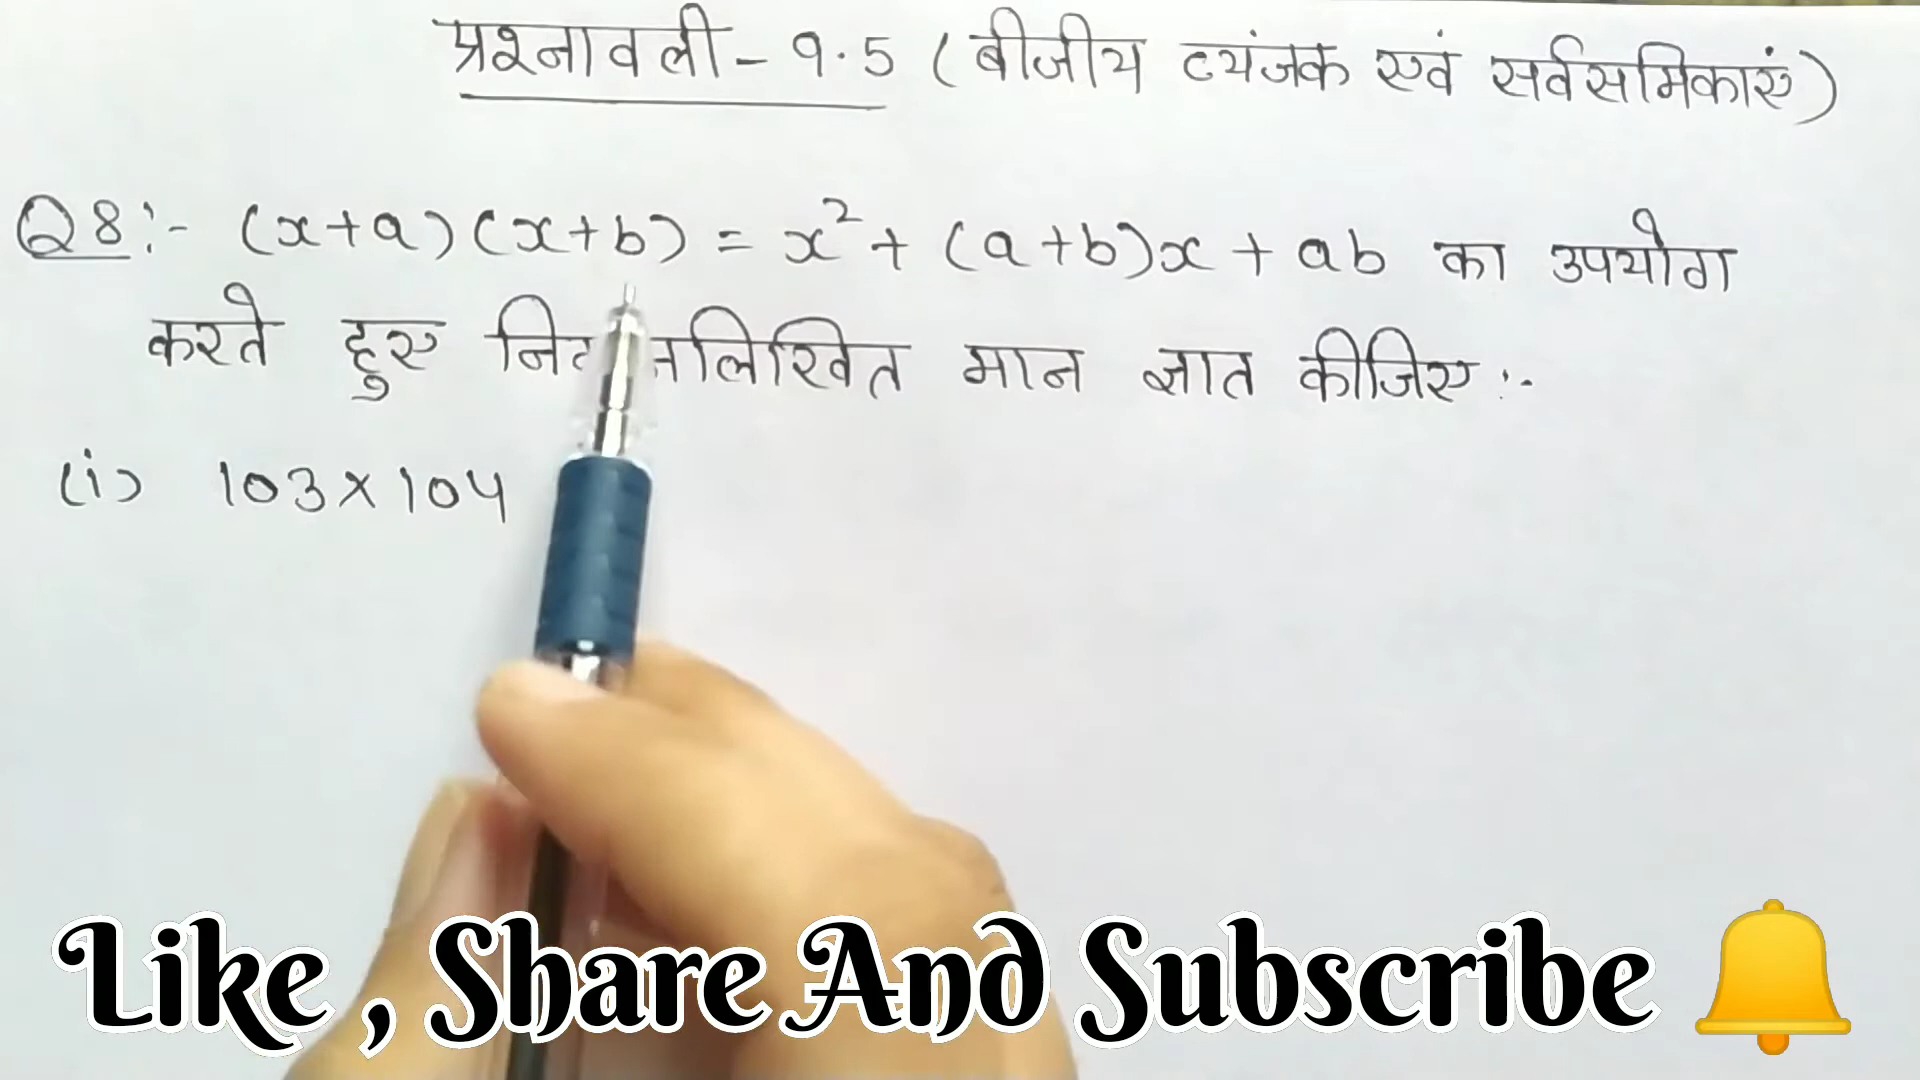 प्रश्नावली - 9.5 (बीजीय व्यंजक एवं सर्वसमिकाएं)
Q8:- (x+a)(x+b) = x² + (a+b)x + ab का उपयोग
करते हुए मान ज्ञात कीजिए :-
(i) 103×104
Like , Share And Subscribe